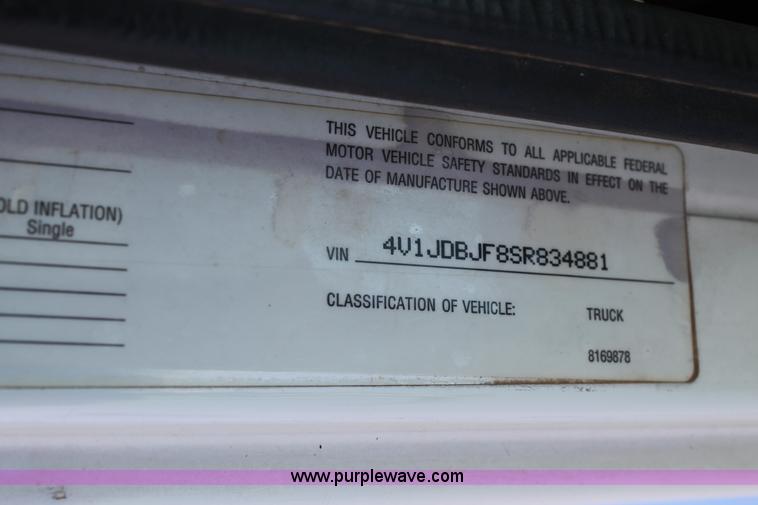 THIS VEHICLE CONFORMS TO ALL APPLICABLE FEDERAL
MOTOR VEHICLE SAFETY STANDARDS IN EFFECT ON THE
DATE OF MANUFACTURE SHOWN ABOVE.
OLD INFLATION)
Single
VIN 4V1JDBJF8SR834881
CLASSIFICATION OF VEHICLE: TRUCK
8169878
www.purplewave.com